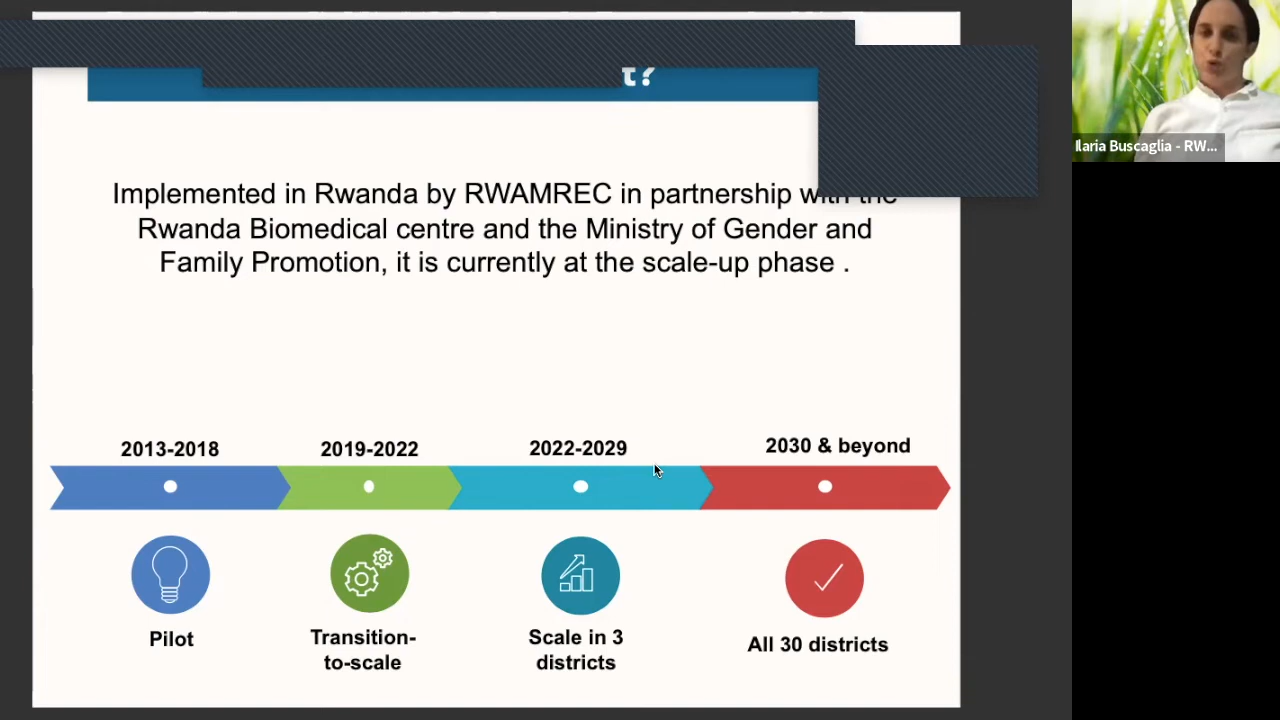 t?
Implemented in Rwanda by RWAMREC in partnership with the
Rwanda Biomedical centre and the Ministry of Gender and
Family Promotion, it is currently at the scale-up phase .
2013-2018
2019-2022
2022-2029
2030 & beyond
Pilot
Transition-
to-scale
Scale in 3
districts
All 30 districts
Ilaria Buscaglia - RW...